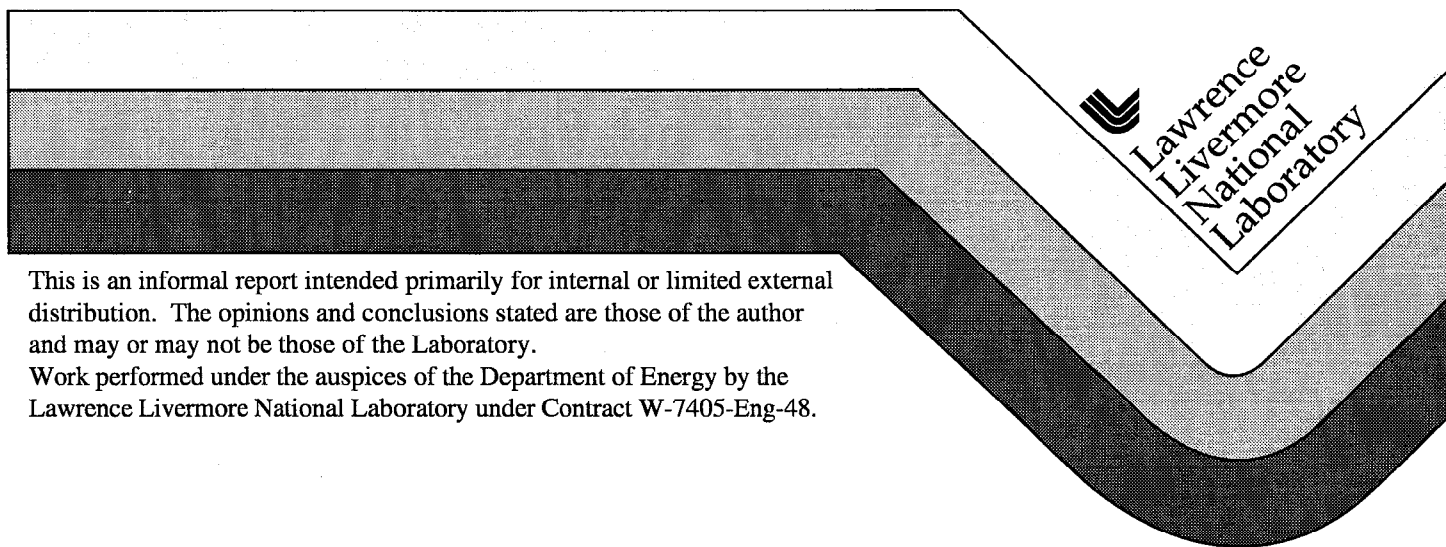 Lawrence
Livermore
National
Laboratory
This is an informal report intended primarily for internal or limited external
distribution. The opinions and conclusions stated are those of the author
and may or may not be those of the Laboratory.
Work performed under the auspices of the Department of Energy by the
Lawrence Livermore National Laboratory under Contract W-7405-Eng-48.